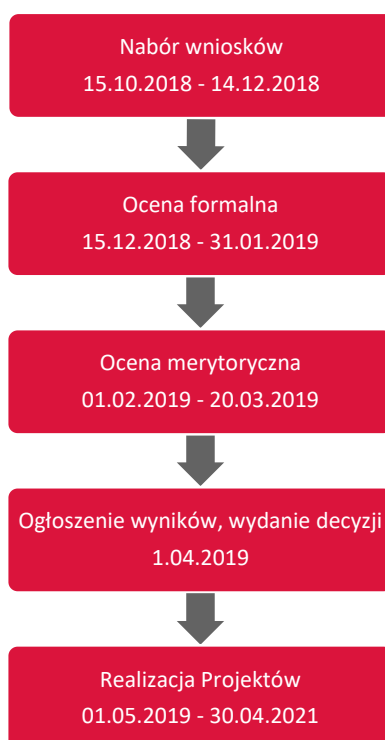 Nabór wniosków
15.10.2018 - 14.12.2018
Ocena formalna
15.12.2018 - 31.01.2019
Ocena merytoryczna
01.02.2019 - 20.03.2019
Ogłoszenie wyników, wydanie decyzji
1.04.2019
Realizacja Projektów
01.05.2019 - 30.04.2021